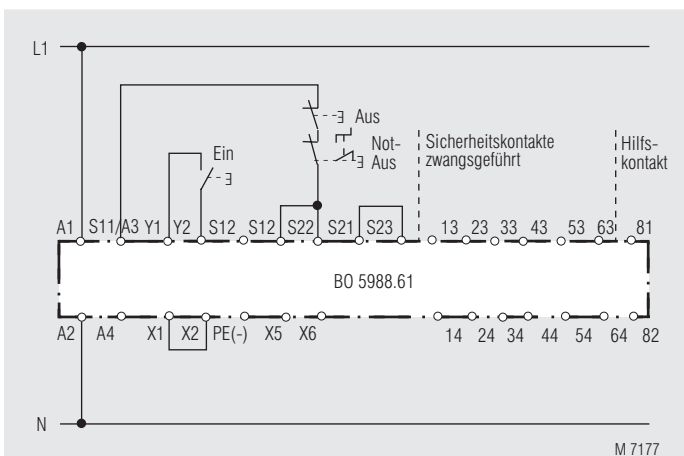 L1
Aus
Not-
Aus
Ein
Sicherheitskontakte
zwangsgeführt
Hilfs-
kontakt
A1 S11/A3 Y1 Y2 S12 S12 S22 S21 S23 13 23 33 43 53 63 81
BO 5988.61
A2 A4 X1 X2 PE(-) X5 X6 14 24 34 44 54 64 82
N
M 7177